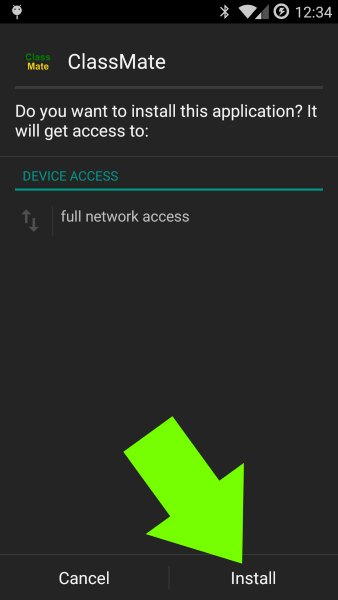 12:34
Class
Mate
ClassMate
Do you want to install this application? It
will get access to:
DEVICE ACCESS
full network access
Cancel
Install